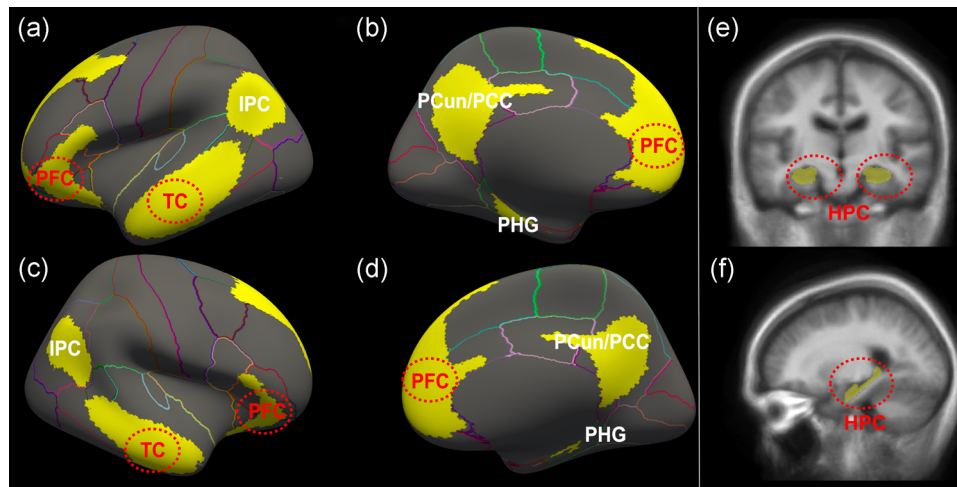 (a)
IPC
PFC
TC
(b)
PCun/PCC
PFC
PHG
(c)
IPC
PFC
TC
(d)
PCun/PCC
PFC
PHG
(e)
HPC
(f)
HPC